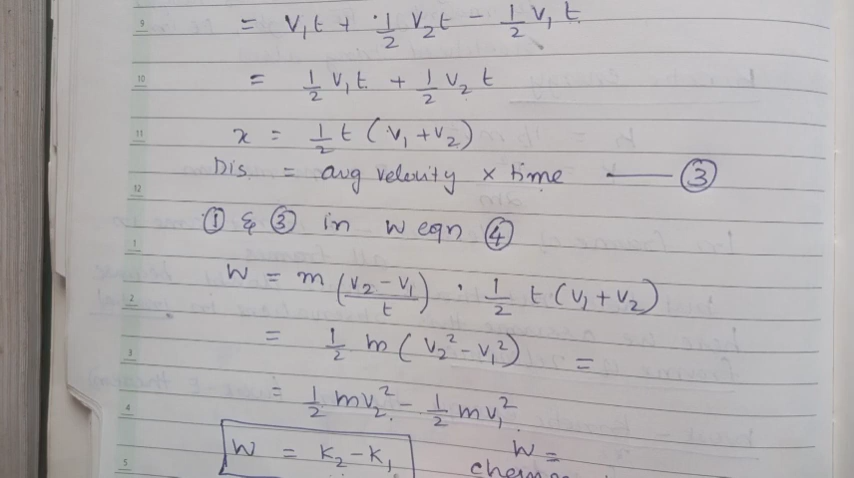 = V₁t + ½ V₂t - ½ V₁t
= ½ V₁t + ½ V₂ t
x = ½ t (V₁ + V₂)
Dis = avg velocity × time —— ③
① & ③ in W eqn ④
W = m (V₂ - V₁ / t) · ½ t (V₁ + V₂)
= ½ m (V₂² - V₁²) =
= ½ mV₂² - ½ mV₁²
W = K₂ - K₁
W =